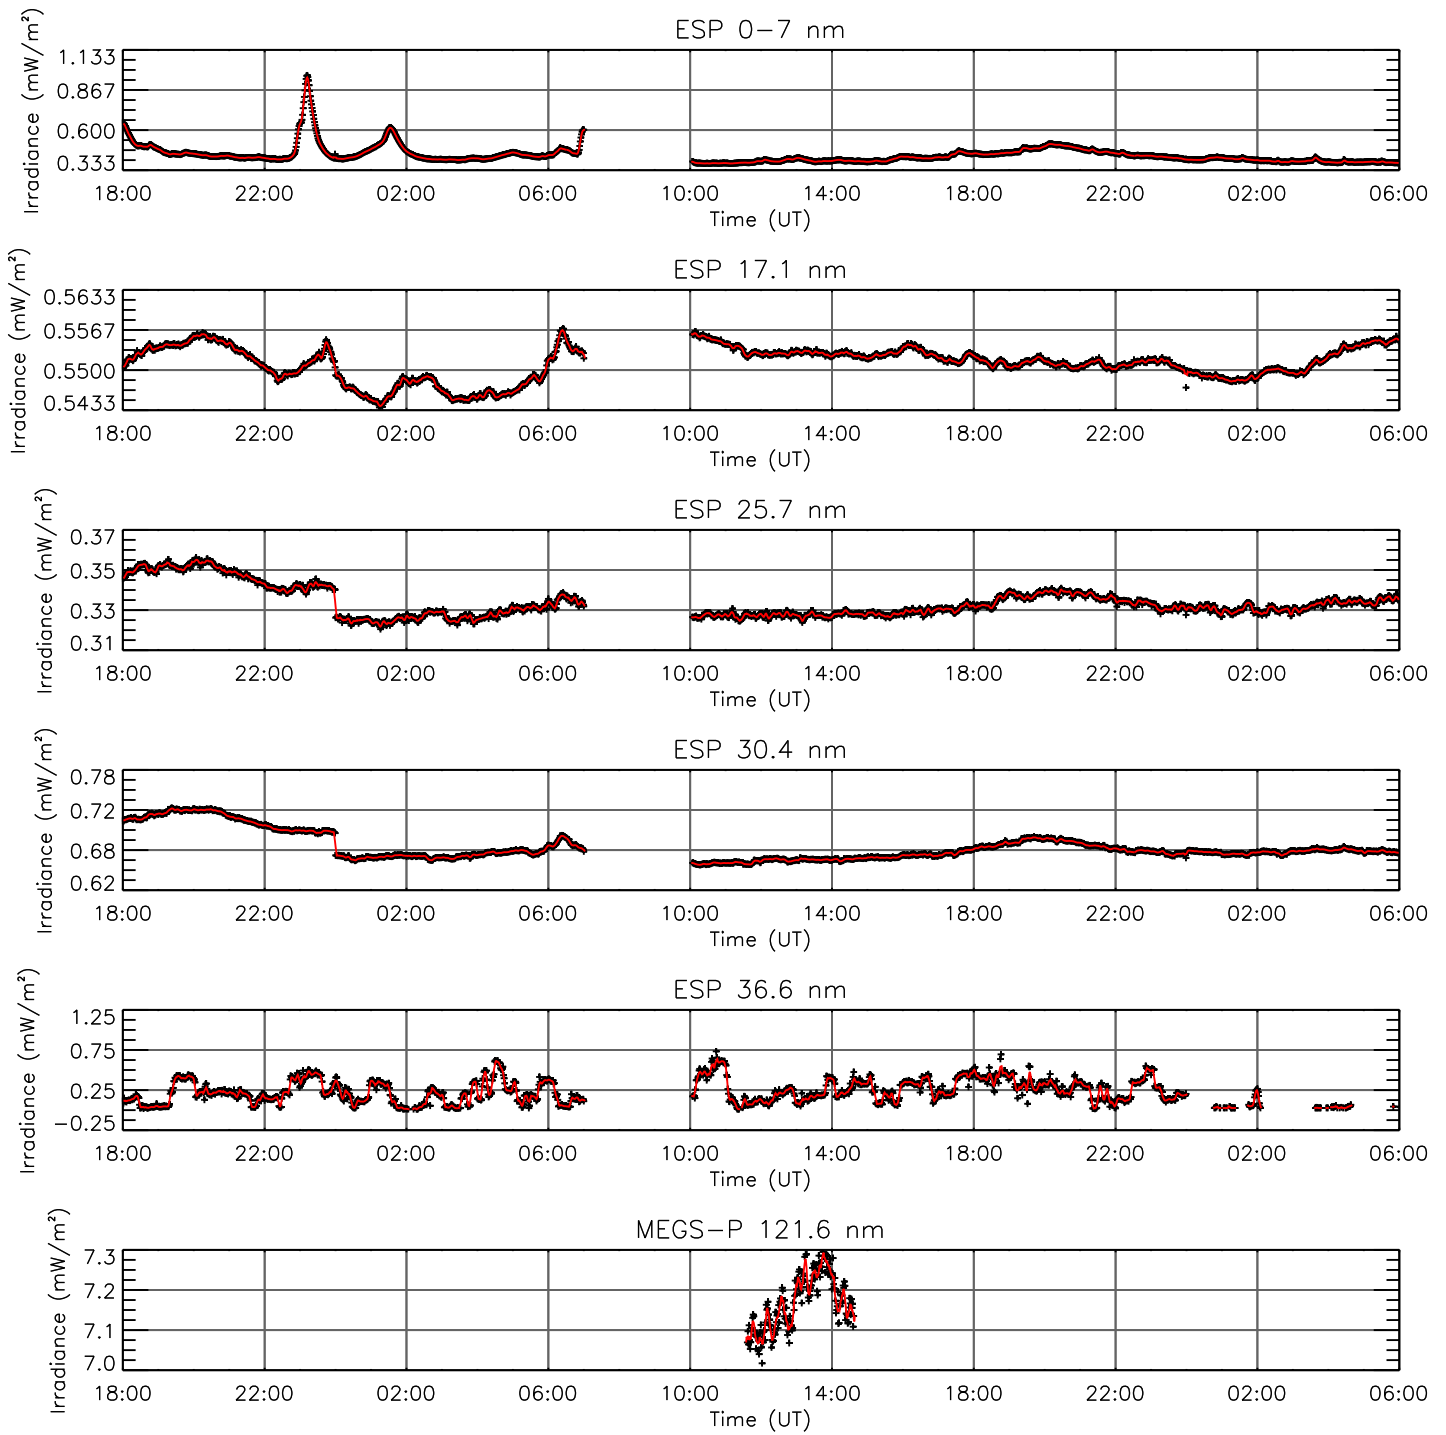 ESP 0-7 nm
Irradiance (mW/m²)
1.133
0.867
0.600
0.333
18:00 22:00 02:00 06:00 10:00 14:00 18:00 22:00 02:00 06:00
Time (UT)
ESP 17.1 nm
Irradiance (mW/m²)
0.5633
0.5567
0.5500
0.5433
18:00 22:00 02:00 06:00 10:00 14:00 18:00 22:00 02:00 06:00
Time (UT)
ESP 25.7 nm
Irradiance (mW/m²)
0.37
0.35
0.33
0.31
18:00 22:00 02:00 06:00 10:00 14:00 18:00 22:00 02:00 06:00
Time (UT)
ESP 30.4 nm
Irradiance (mW/m²)
0.78
0.72
0.68
0.62
18:00 22:00 02:00 06:00 10:00 14:00 18:00 22:00 02:00 06:00
Time (UT)
ESP 36.6 nm
Irradiance (mW/m²)
1.25
0.75
0.25
-0.25
18:00 22:00 02:00 06:00 10:00 14:00 18:00 22:00 02:00 06:00
Time (UT)
MEGS-P 121.6 nm
Irradiance (mW/m²)
7.3
7.2
7.1
7.0
18:00 22:00 02:00 06:00 10:00 14:00 18:00 22:00 02:00 06:00
Time (UT)